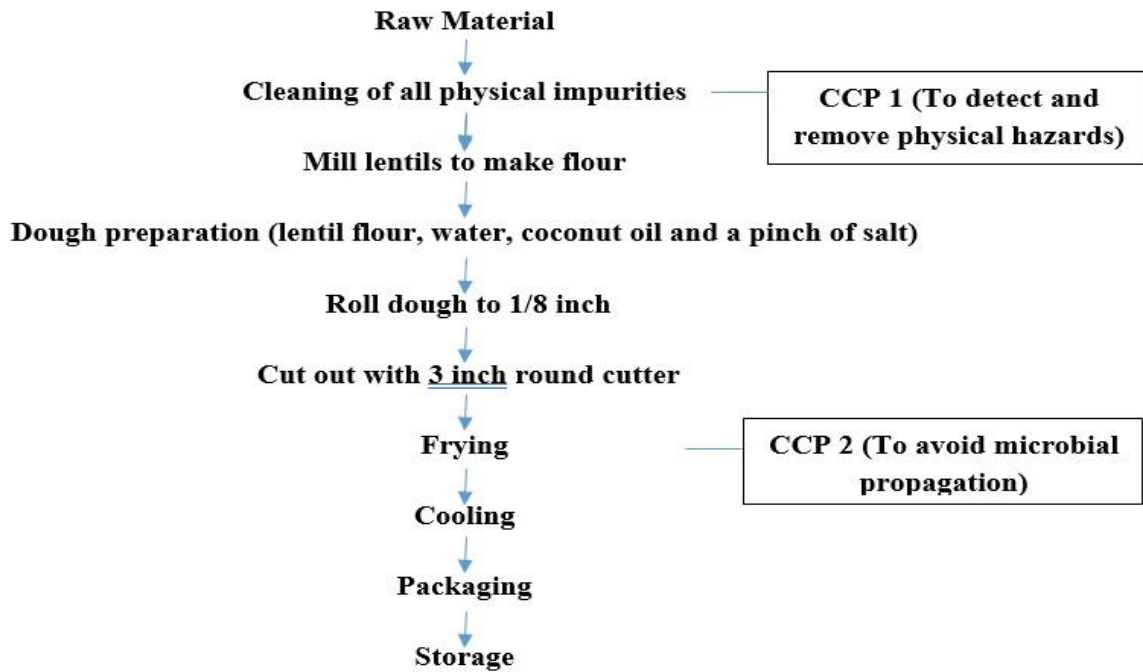 Raw Material
Cleaning of all physical impurities
CCP 1 (To detect and
remove physical hazards)
Mill lentils to make flour
Dough preparation (lentil flour, water, coconut oil and a pinch of salt)
Roll dough to 1/8 inch
Cut out with 3 inch round cutter
Frying
CCP 2 (To avoid microbial
propagation)
Cooling
Packaging
Storage